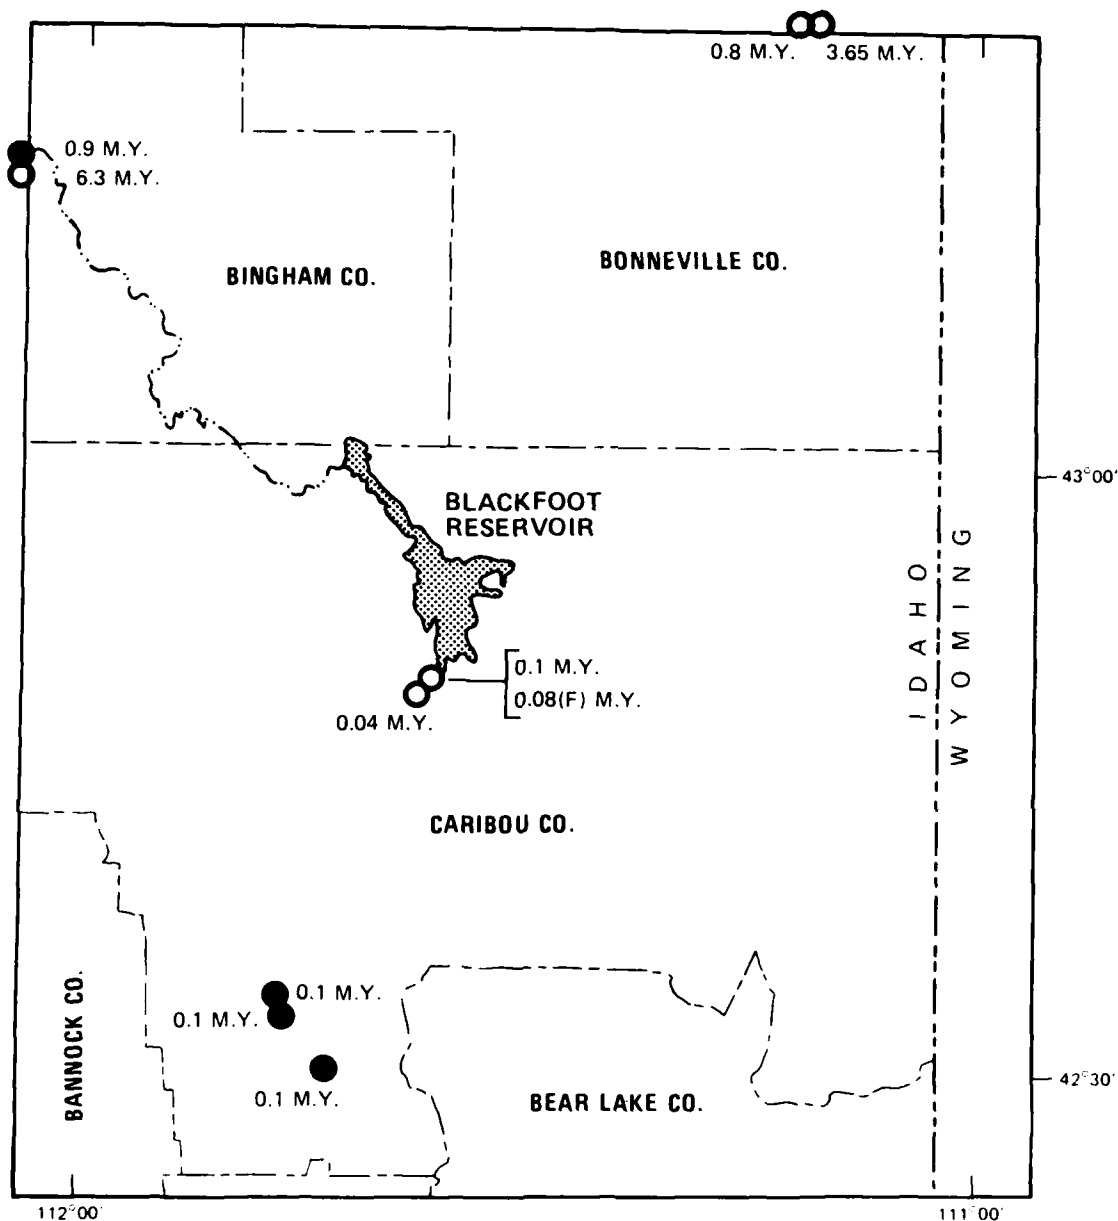 0.8 M.Y. 3.65 M.Y.
0.9 M.Y.
6.3 M.Y.
BINGHAM CO.
BONNEVILLE CO.
43°00'
BLACKFOOT
RESERVOIR
IDAHO
WYOMING
0.1 M.Y.
0.08(F) M.Y.
0.04 M.Y.
CARIBOU CO.
BANNOCK CO.
0.1 M.Y.
0.1 M.Y.
0.1 M.Y.
BEAR LAKE CO.
42°30'
112°00'
111°00'